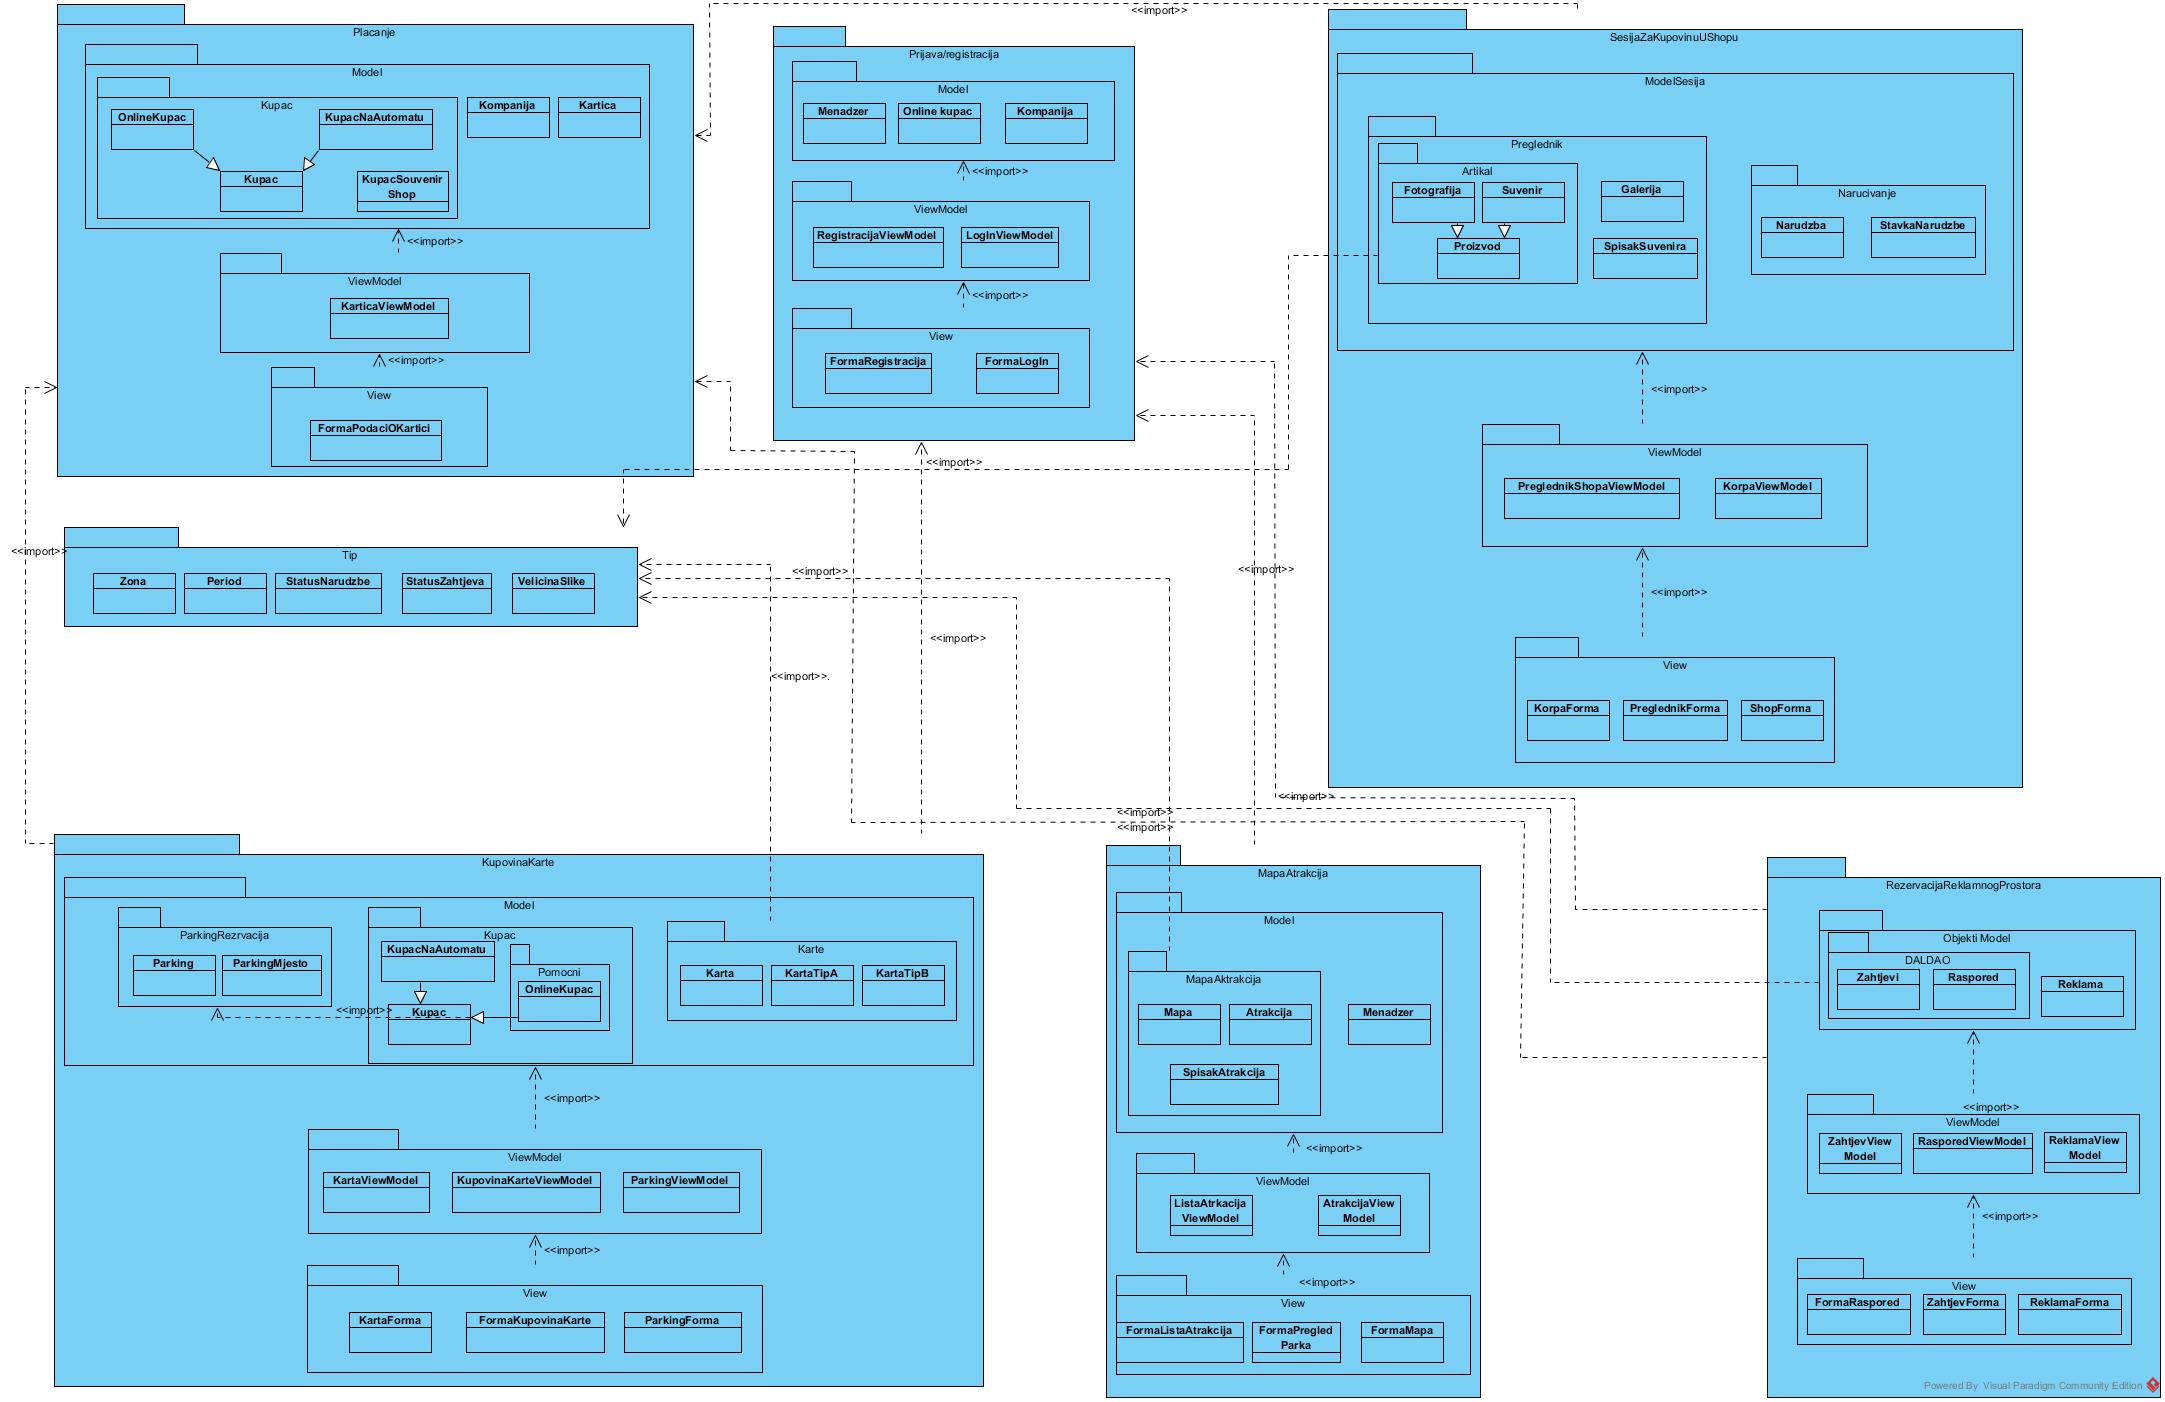 <<import>>
Placanje
Model
Kupac
OnlineKupac
KupacNaAutomatu
Kompanija
Kartica
Kupac
KupacSouvenir
Shop
<<import>>
ViewModel
KarticaViewModel
<<import>>
View
FormaPodaciOKartici
Prijava/registracija
Model
Menadzer
Online kupac
Kompanija
<<import>>
ViewModel
RegistracijaViewModel
LogInViewModel
<<import>>
View
FormaRegistracija
FormaLogIn
<<import>>
SesijaZaKupovinuUShopu
ModelSesija
Preglednik
Artikal
Fotografija
Suvenir
Proizvod
Galerija
SpisakSuvenira
Narucivanje
Narudzba
StavkaNarudzbe
<<import>>
ViewModel
PreglednikShopaViewModel
KorpaViewModel
<<import>>
View
KorpaForma
PreglednikForma
ShopForma
<<import>>
Tip
Zona
Period
StatusNarudzbe
StatusZahtjeva
VelicinaSlike
<<import>>
<<import>>
<<import>>
<<import>>.
<<import>>
<<import>>
<<import>>
KupovinaKarte
Model
ParkingRezrvacija
Parking
ParkingMjesto
Kupac
KupacNaAutomatu
Pomocni
OnlineKupac
<<import>>
Kupac
Karte
Karta
KartaTipA
KartaTipB
<<import>>
ViewModel
KartaViewModel
KupovinaKarteViewModel
ParkingViewModel
<<import>>
View
KartaForma
FormaKupovinaKarte
ParkingForma
MapaAtrakcija
Model
MapaAktrakcija
Mapa
Atrakcija
Menadzer
SpisakAtrakcija
<<import>>
ViewModel
ListaAtrkacija
ViewModel
AtrakcijaView
Model
<<import>>
View
FormaListaAtrakcija
FormaPregled
Parka
FormaMapa
RezervacijaReklamnogProstora
Objekti Model
DALDAO
Zahtjevi
Raspored
Reklama
<<import>>
ViewModel
ZahtjevView
Model
RasporedViewModel
ReklamaView
Model
<<import>>
View
FormaRaspored
ZahtjevForma
ReklamaForma
Powered By Visual Paradigm Community Edition